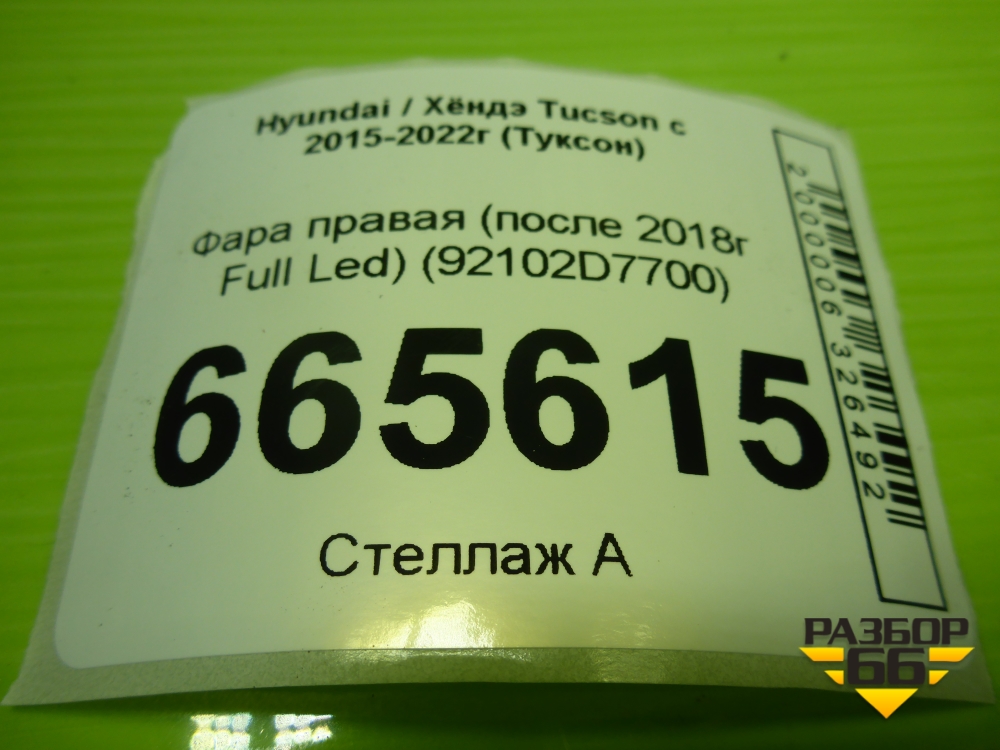 Hyundai / Хёндэ Tucson с
2015-2022г (Туксон)
Фара правая (после 2018г
Full Led) (92102D7700)
665615
Стеллаж А
2000006326492
РАЗБОР
66